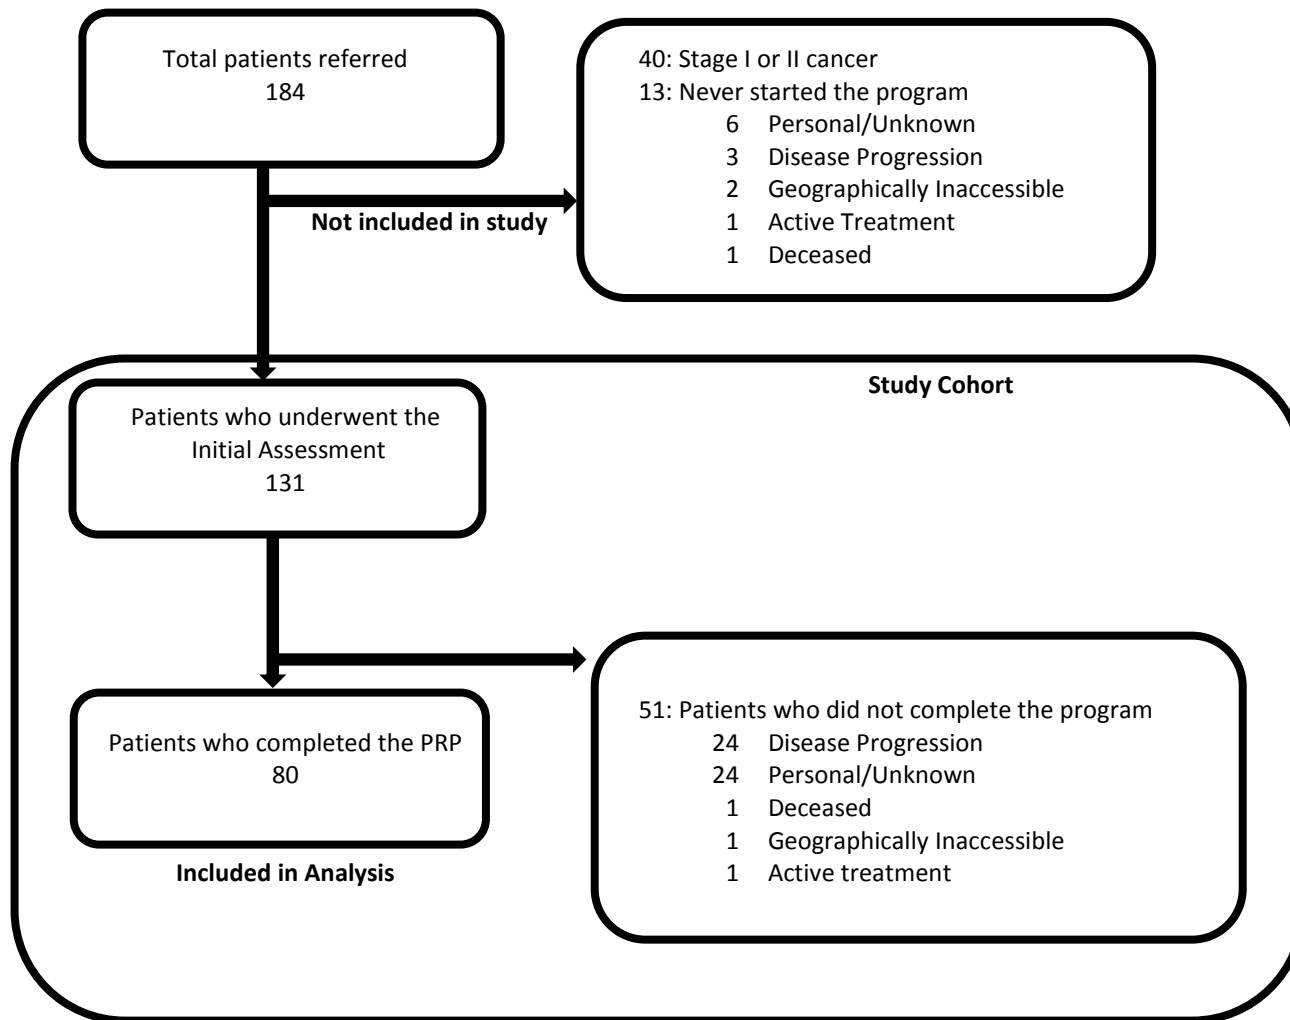 Total patients referred
184
40: Stage I or II cancer
13: Never started the program
6 Personal/Unknown
3 Disease Progression
2 Geographically Inaccessible
1 Active Treatment
1 Deceased
Not included in study
Study Cohort
Patients who underwent the
Initial Assessment
131
51: Patients who did not complete the program
24 Disease Progression
24 Personal/Unknown
1 Deceased
1 Geographically Inaccessible
1 Active treatment
Patients who completed the PRP
80
Included in Analysis